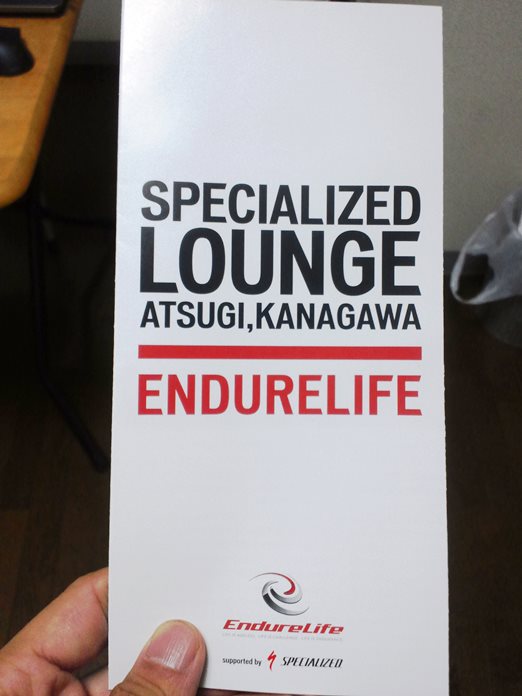 SPECIALIZED
LOUNGE
ATSUGI,KANAGAWA
ENDURELIFE
EndureLife
supported by SPECIALIZED